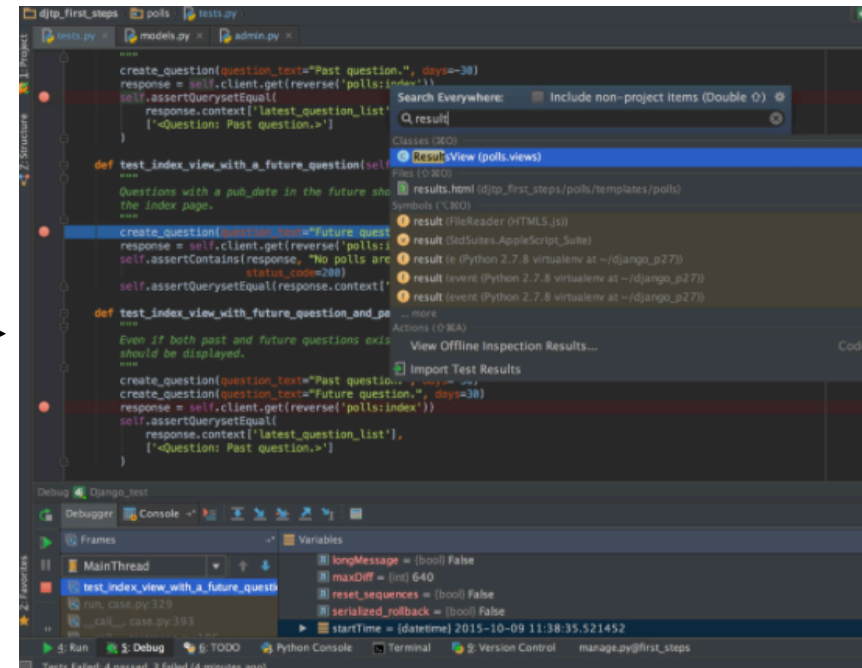 djtp_first_steps polls tests.py
tests.py × models.py × admin.py ×
1: Project
Z: Structure
2: Favorites
"""
create_question(question_text="Past question.", days=-30)
response = self.client.get(reverse('polls:index'))
self.assertQuerysetEqual(
response.context['latest_question_list'
['<Question: Past question.>']
)
def test_index_view_with_a_future_question(self
"""
Questions with a pub_date in the future sho
the index page.
"""
create_question(question_text="Future quest
response = self.client.get(reverse('polls:i
self.assertContains(response, "No polls are
status_code=200)
self.assertQuerysetEqual(response.context['
def test_index_view_with_future_question_and_pa
"""
Even if both past and future questions exis
should be displayed.
"""
create_question(question_text="Past question.", days=-30)
create_question(question_text="Future question.", days=30)
response = self.client.get(reverse('polls:index'))
self.assertQuerysetEqual(
response.context['latest_question_list'],
['<Question: Past question.>']
)
Search Everywhere: Include non-project items (Double ⇧)
result
Classes (⌘O)
ResultsView (polls.views)
Files (⇧⌘O)
results.html (djtp_first_steps/polls/templates/polls)
Symbols (⌥⌘O)
result (FileReader (HTML5.js))
result (StdSuites.AppleScript_Suite)
result (e (Python 2.7.8 virtualenv at ~/django_p27))
result (event (Python 2.7.8 virtualenv at ~/django_p27))
result (event (Python 2.7.8 virtualenv at ~/django_p27))
... more
Actions (⇧⌘A)
View Offline Inspection Results... Code
Import Test Results
Debug Django_test
Debugger Console
Frames Variables
MainThread
test_index_view_with_a_future_questi
run, case.py:329
__call__, case.py:393
longMessage = {bool} False
maxDiff = {int} 640
reset_sequences = {bool} False
serialized_rollback = {bool} False
startTime = {datetime} 2015-10-09 11:38:35.521452
4: Run 5: Debug 6: TODO Python Console Terminal 9: Version Control manage.py@first_steps
Tests Failed: 4 passed, 3 failed (4 minutes ago)